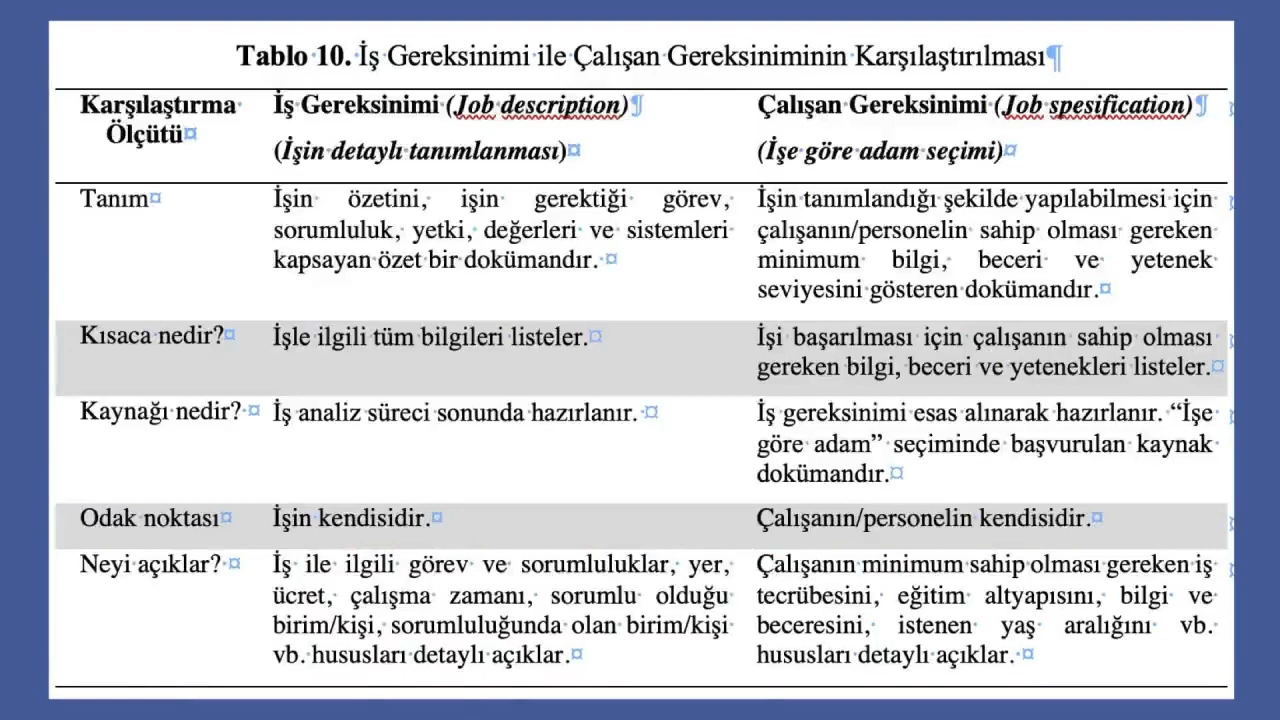 Tablo 10. İş Gereksinimi ile Çalışan Gereksiniminin Karşılaştırılması¶
Karşılaştırma Ölçütü¤
İş Gereksinimi (Job description)¶
(İşin detaylı tanımlanması)¤
Çalışan Gereksinimi (Job spesification)¶
(İşe göre adam seçimi)¤
Tanım¤
İşin özetini, işin gerektiği görev,
sorumluluk, yetki, değerleri ve sistemleri
kapsayan özet bir dokümandır. ¤
İşin tanımlandığı şekilde yapılabilmesi için
çalışanın/personelin sahip olması gereken
minimum bilgi, beceri ve yetenek
seviyesini gösteren dokümandır.¤
Kısaca nedir?¤
İşle ilgili tüm bilgileri listeler.¤
İşi başarılması için çalışanın sahip olması
gereken bilgi, beceri ve yetenekleri listeler.¤
Kaynağı nedir? ¤
İş analiz süreci sonunda hazırlanır. ¤
İş gereksinimi esas alınarak hazırlanır. “İşe
göre adam” seçiminde başvurulan kaynak
dokümandır.¤
Odak noktası¤
İşin kendisidir.¤
Çalışanın/personelin kendisidir.¤
Neyi açıklar? ¤
İş ile ilgili görev ve sorumluluklar, yer,
ücret, çalışma zamanı, sorumlu olduğu
birim/kişi, sorumluluğunda olan birim/kişi
vb. hususları detaylı açıklar.¤
Çalışanın minimum sahip olması gereken iş
tecrübesini, eğitim altyapısını, bilgi ve
beceresini, istenen yaş aralığını vb.
hususları detaylı açıklar. ¤